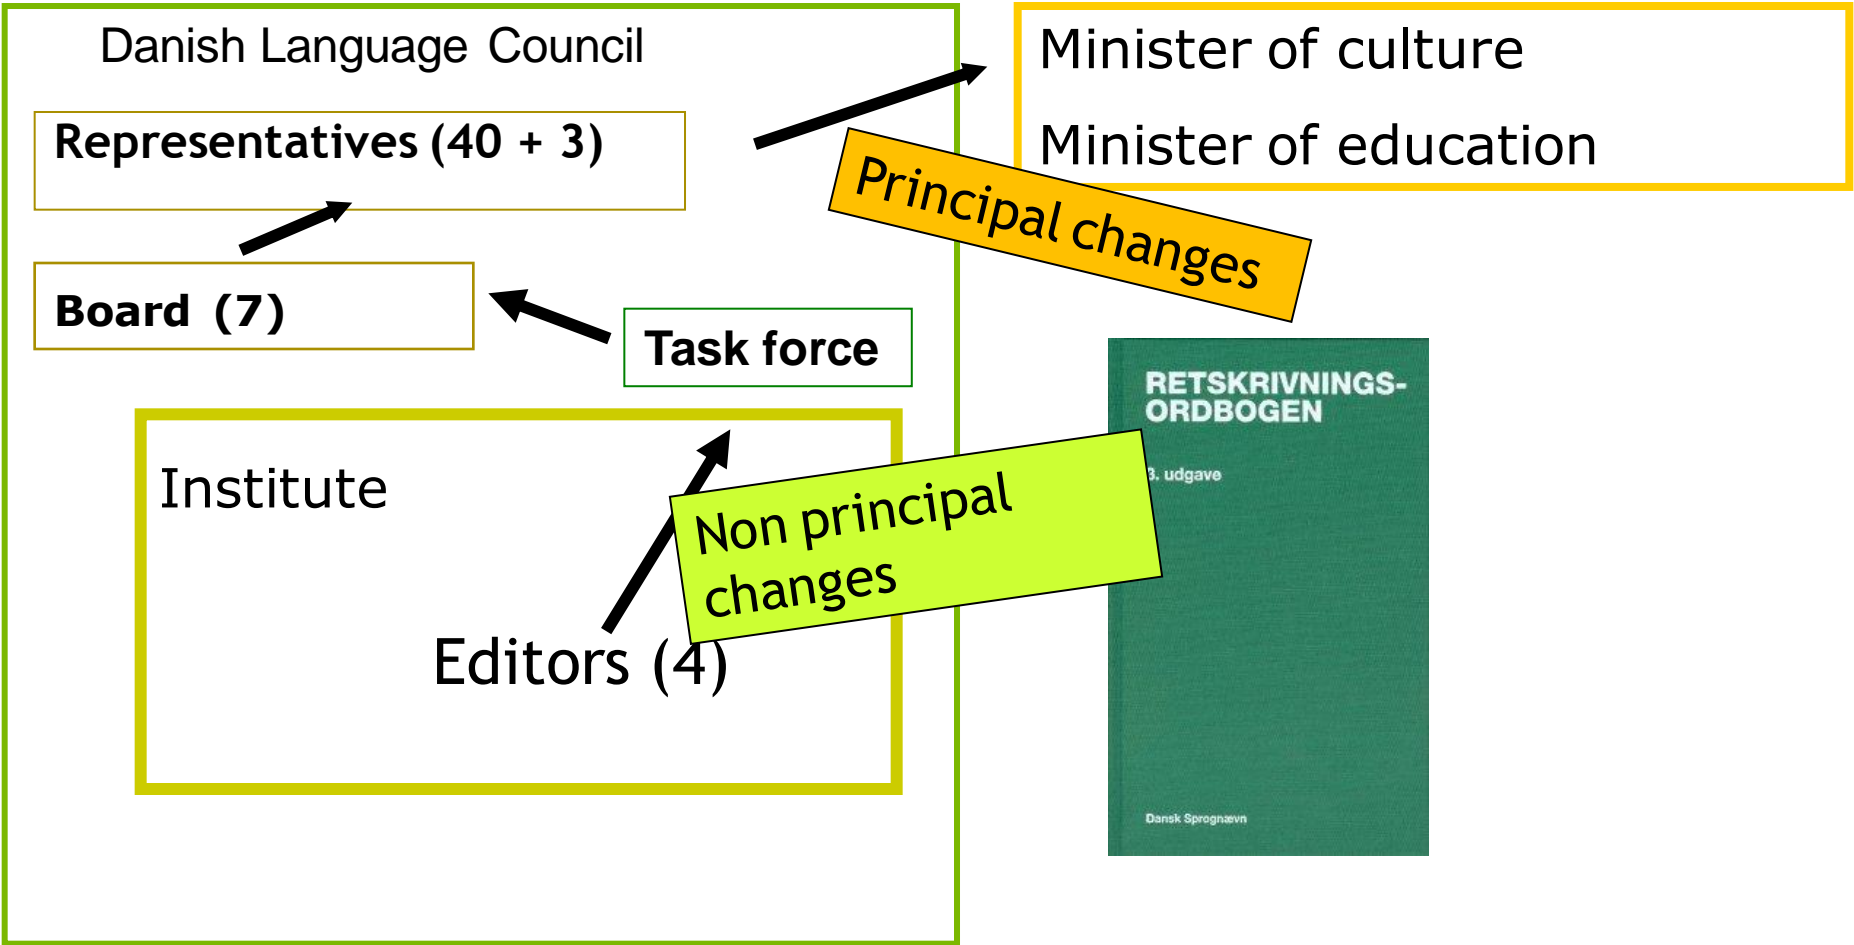 Danish Language Council
Representatives (40 + 3)
Board (7)
Task force
Institute
Editors (4)
Minister of culture
Minister of education
Principal changes
Non principal
changes
RETSKRIVNINGS-
ORDBOGEN
3. udgave
Dansk Sprognævn